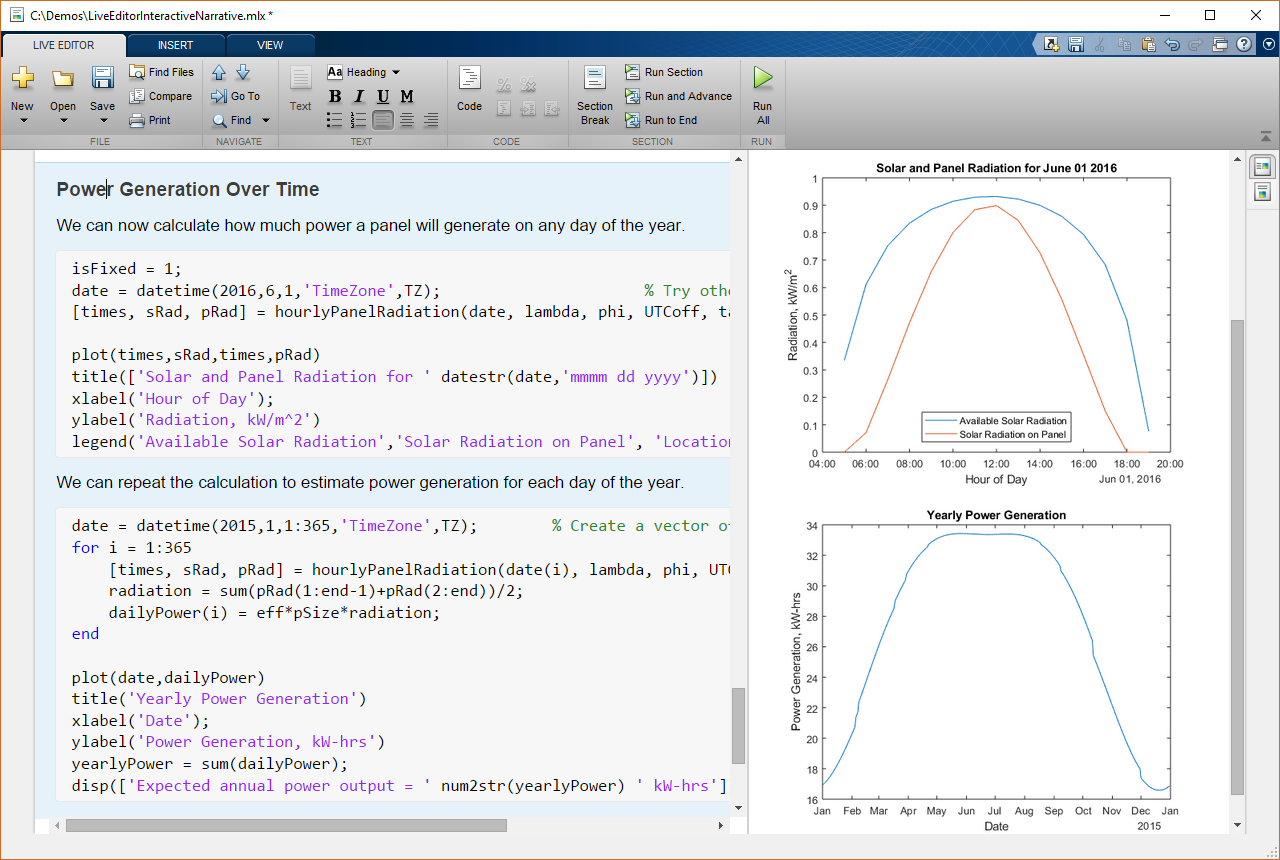 C:\Demos\LiveEditorInteractiveNarrative.mlx *
LIVE EDITOR INSERT VIEW
New
Open
Save
Find Files
Compare
Print
FILE
Go To
Find
NAVIGATE
Text
Aa Heading
B I U M
TEXT
Code
CODE
Section
Break
Run Section
Run and Advance
Run to End
SECTION
Run
All
RUN
Power Generation Over Time
We can now calculate how much power a panel will generate on any day of the year.
isFixed = 1;
date = datetime(2016,6,1,'TimeZone',TZ); % Try oth
[times, sRad, pRad] = hourlyPanelRadiation(date, lambda, phi, UTCoff, ta
plot(times,sRad,times,pRad)
title(['Solar and Panel Radiation for ' datestr(date,'mmmm dd yyyy')])
xlabel('Hour of Day');
ylabel('Radiation, kW/m^2')
legend('Available Solar Radiation','Solar Radiation on Panel', 'Location
We can repeat the calculation to estimate power generation for each day of the year.
date = datetime(2015,1,1:365,'TimeZone',TZ); % Create a vector o
for i = 1:365
[times, sRad, pRad] = hourlyPanelRadiation(date(i), lambda, phi, UT
radiation = sum(pRad(1:end-1)+pRad(2:end))/2;
dailyPower(i) = eff*pSize*radiation;
end
plot(date,dailyPower)
title('Yearly Power Generation')
xlabel('Date');
ylabel('Power Generation, kW-hrs')
yearlyPower = sum(dailyPower);
disp(['Expected annual power output = ' num2str(yearlyPower) ' kW-hrs']
Solar and Panel Radiation for June 01 2016
Radiation, kW/m2
1
0.9
0.8
0.7
0.6
0.5
0.4
0.3
0.2
0.1
0
Available Solar Radiation
Solar Radiation on Panel
04:00 06:00 08:00 10:00 12:00 14:00 16:00 18:00 20:00
Hour of Day Jun 01, 2016
Yearly Power Generation
Power Generation, kW-hrs
34
32
30
28
26
24
22
20
18
16
Jan Feb Mar Apr May Jun Jul Aug Sep Oct Nov Dec Jan
Date 2015